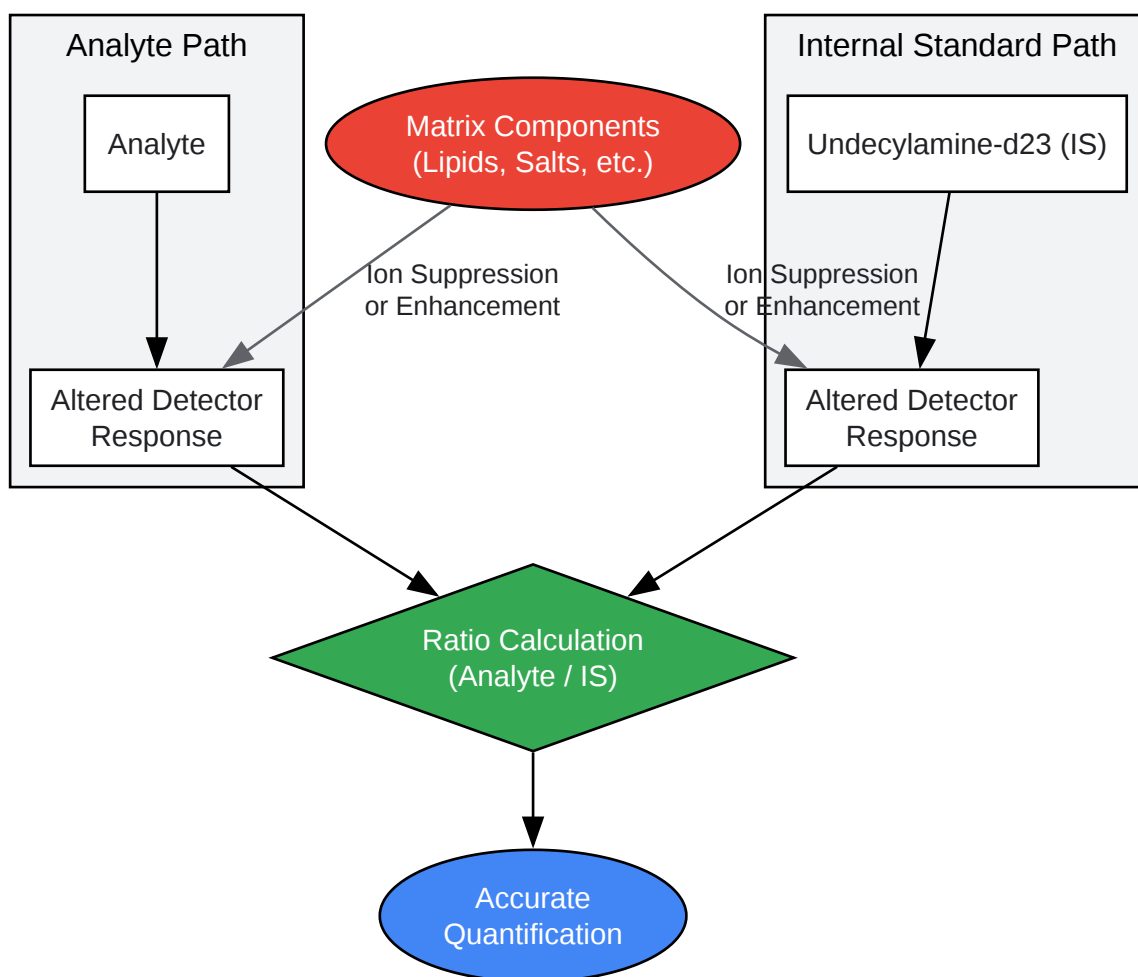 Analyte Path
Internal Standard Path
Analyte
Matrix Components
(Lipids, Salts, etc.)
Undecylamine-d23 (IS)
Ion Suppression
or Enhancement
Ion Suppression
or Enhancement
Altered Detector
Response
Altered Detector
Response
Ratio Calculation
(Analyte / IS)
Accurate
Quantification